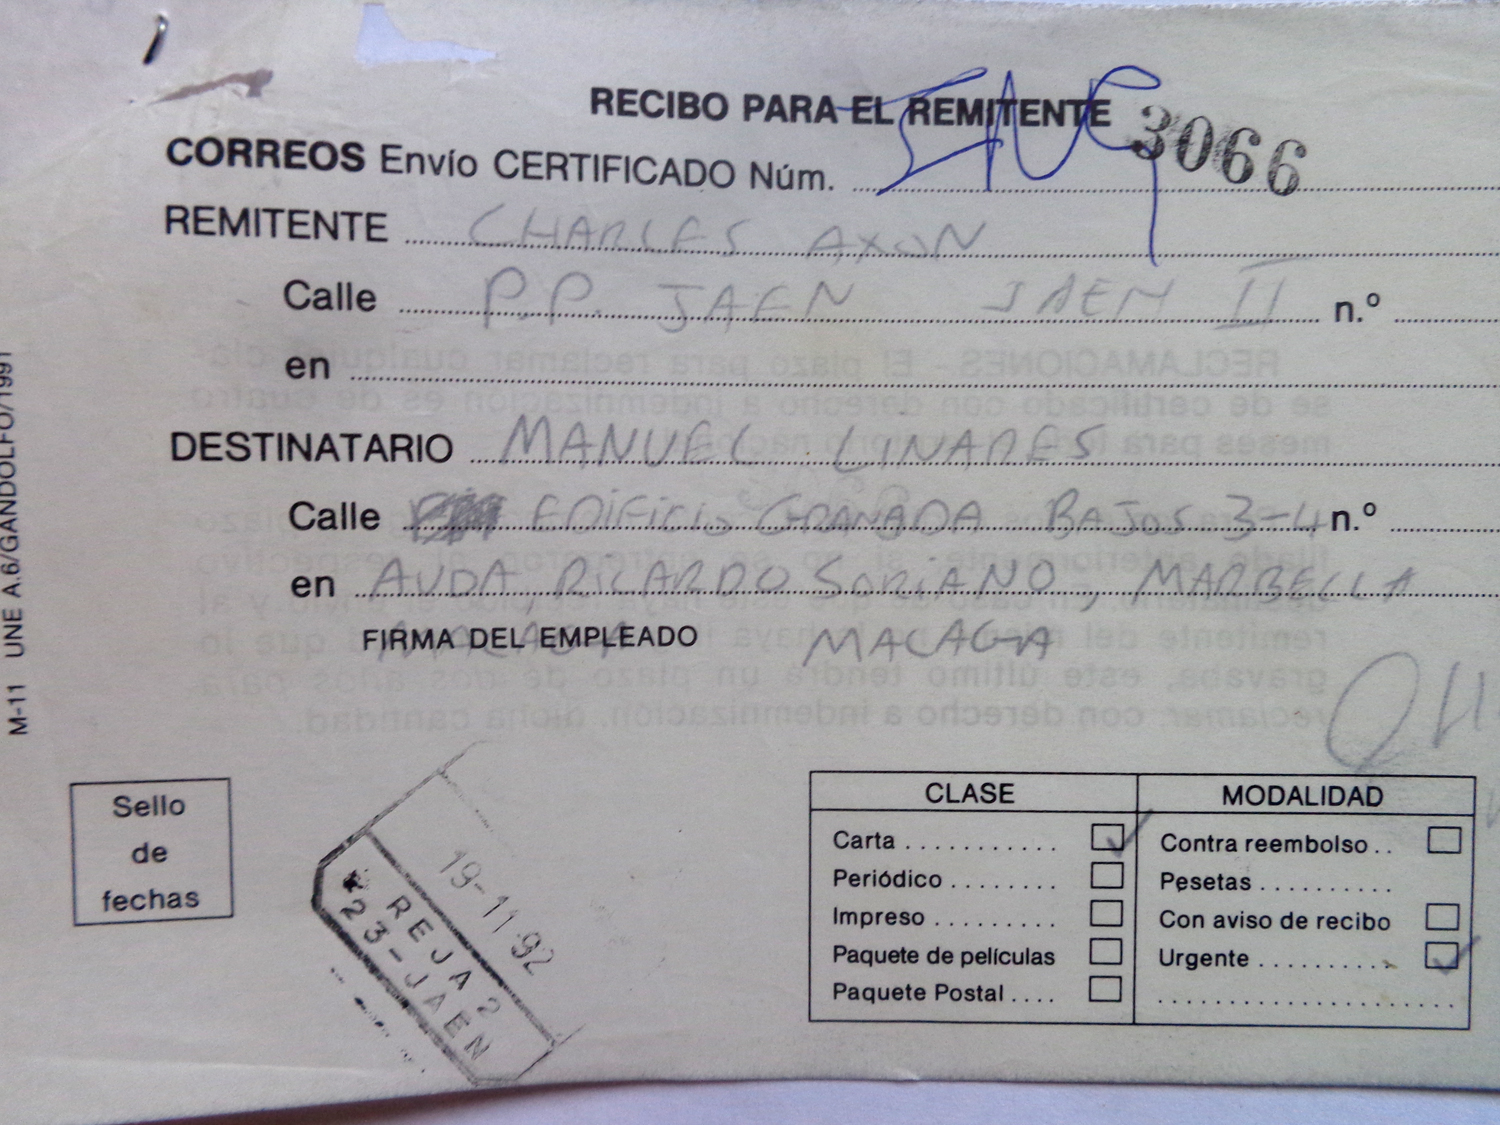 RECIBO PARA EL REMITENTE
CORREOS Envío CERTIFICADO Núm. 3066
REMITENTE CHARLES AXON
Calle P.P. JAEN JAEN II n.º
en
DESTINATARIO MANUEL LINARES
Calle EDIFICIO GRANADA BAJOS 3-4 n.º
en AVDA, RICARDO SORIANO, MARBELLA
FIRMA DEL EMPLEADO MALAGA
M-11 UNE A.6/GANDOLFO/1991
Sello
de
fechas
19-11-92
REJA 2
23-JAEN
CLASE MODALIDAD
Carta .......... Contra reembolso ..
Periódico ........ Pesetas ..........
Impreso .......... Con aviso de recibo
Paquete de películas Urgente ..........
Paquete Postal ....